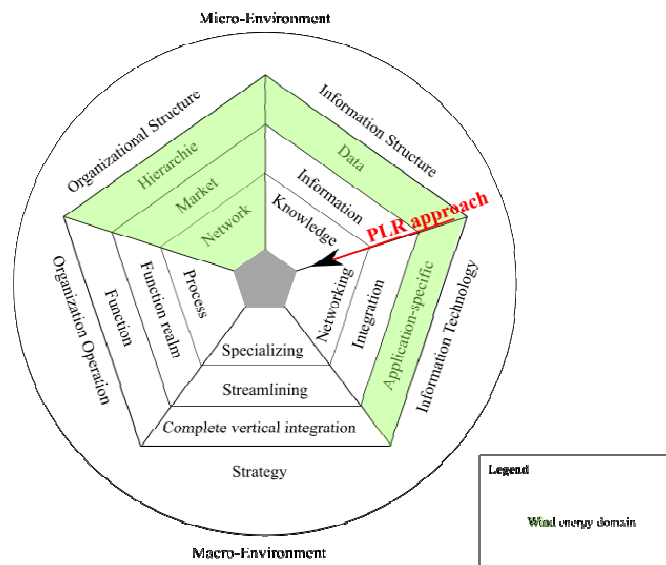 Micro-Environment
Organizational Structure
Information Structure
Hierarchie
Data
Market
Information
Network
Knowledge
PLR approach
Organization Operation
Function
Function realm
Process
Networking
Integration
Application-specific
Information Technology
Specializing
Streamlining
Complete vertical integration
Strategy
Macro-Environment
Legend
Wind energy domain